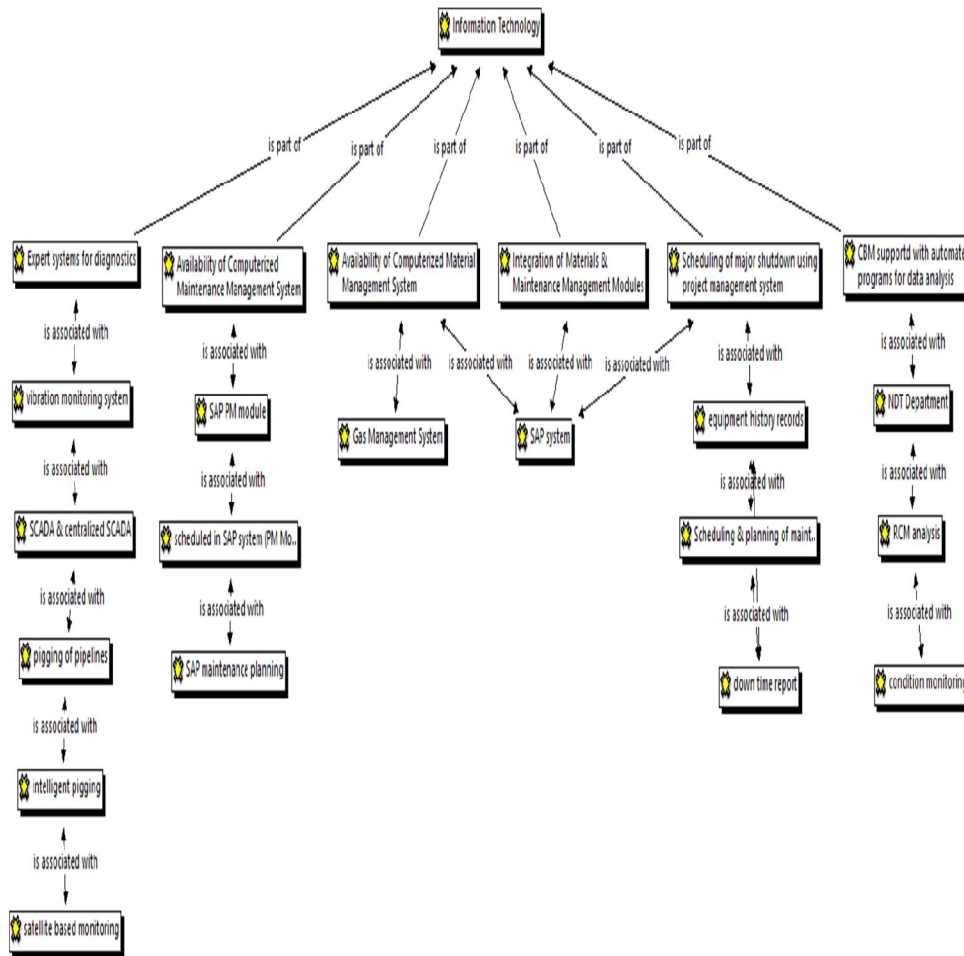 Information Technology
is part of
is part of
is part of
is part of
is part of
is part of
Expert systems for diagnostics
Availability of Computerized
Maintenance Management System
Availability of Computerized Material
Management System
Integration of Materials &
Maintenance Management Modules
Scheduling of major shutdown using
project management system
CBM supportd with automate
programs for data analysis
is associated with
is associated with
is associated with
is associated with
is associated with
is associated with
is associated with
is associated with
vibration monitoring system
SAP PM module
Gas Management System
SAP system
equipment history records
NDT Department
is associated with
is associated with
is associated with
is associated with
SCADA & centralized SCADA
scheduled in SAP system (PM Mo..
Scheduling & planning of maint..
RCM analysis
is associated with
is associated with
is associated with
is associated with
pigging of pipelines
SAP maintenance planning
down time report
condition monitoring
is associated with
intelligent pigging
is associated with
satellite based monitoring